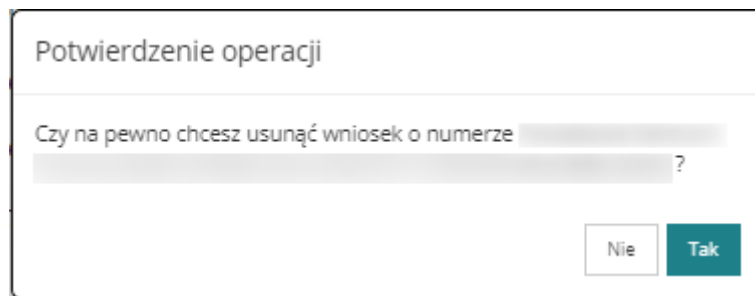 Potwierdzenie operacji
Czy na pewno chcesz usunąć wniosek o numerze
?
Nie
Tak